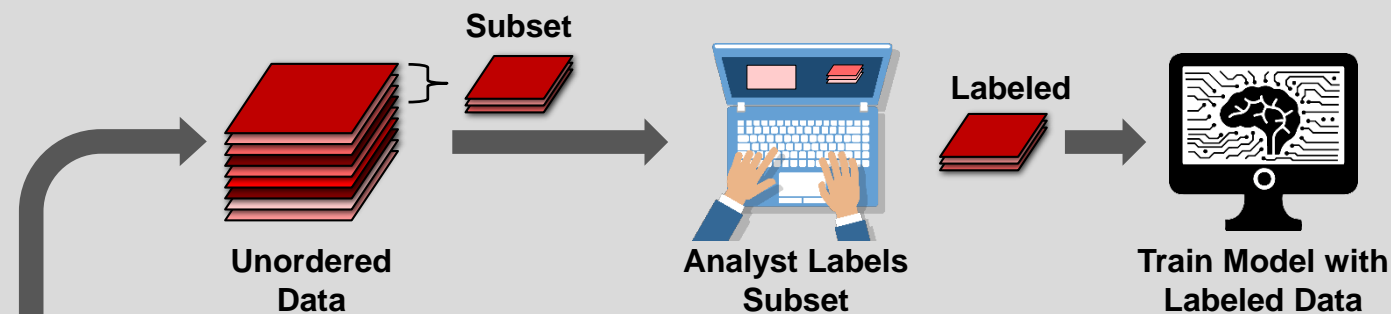 Subset
Labeled
Unordered
Data
Analyst Labels
Subset
Train Model with
Labeled Data